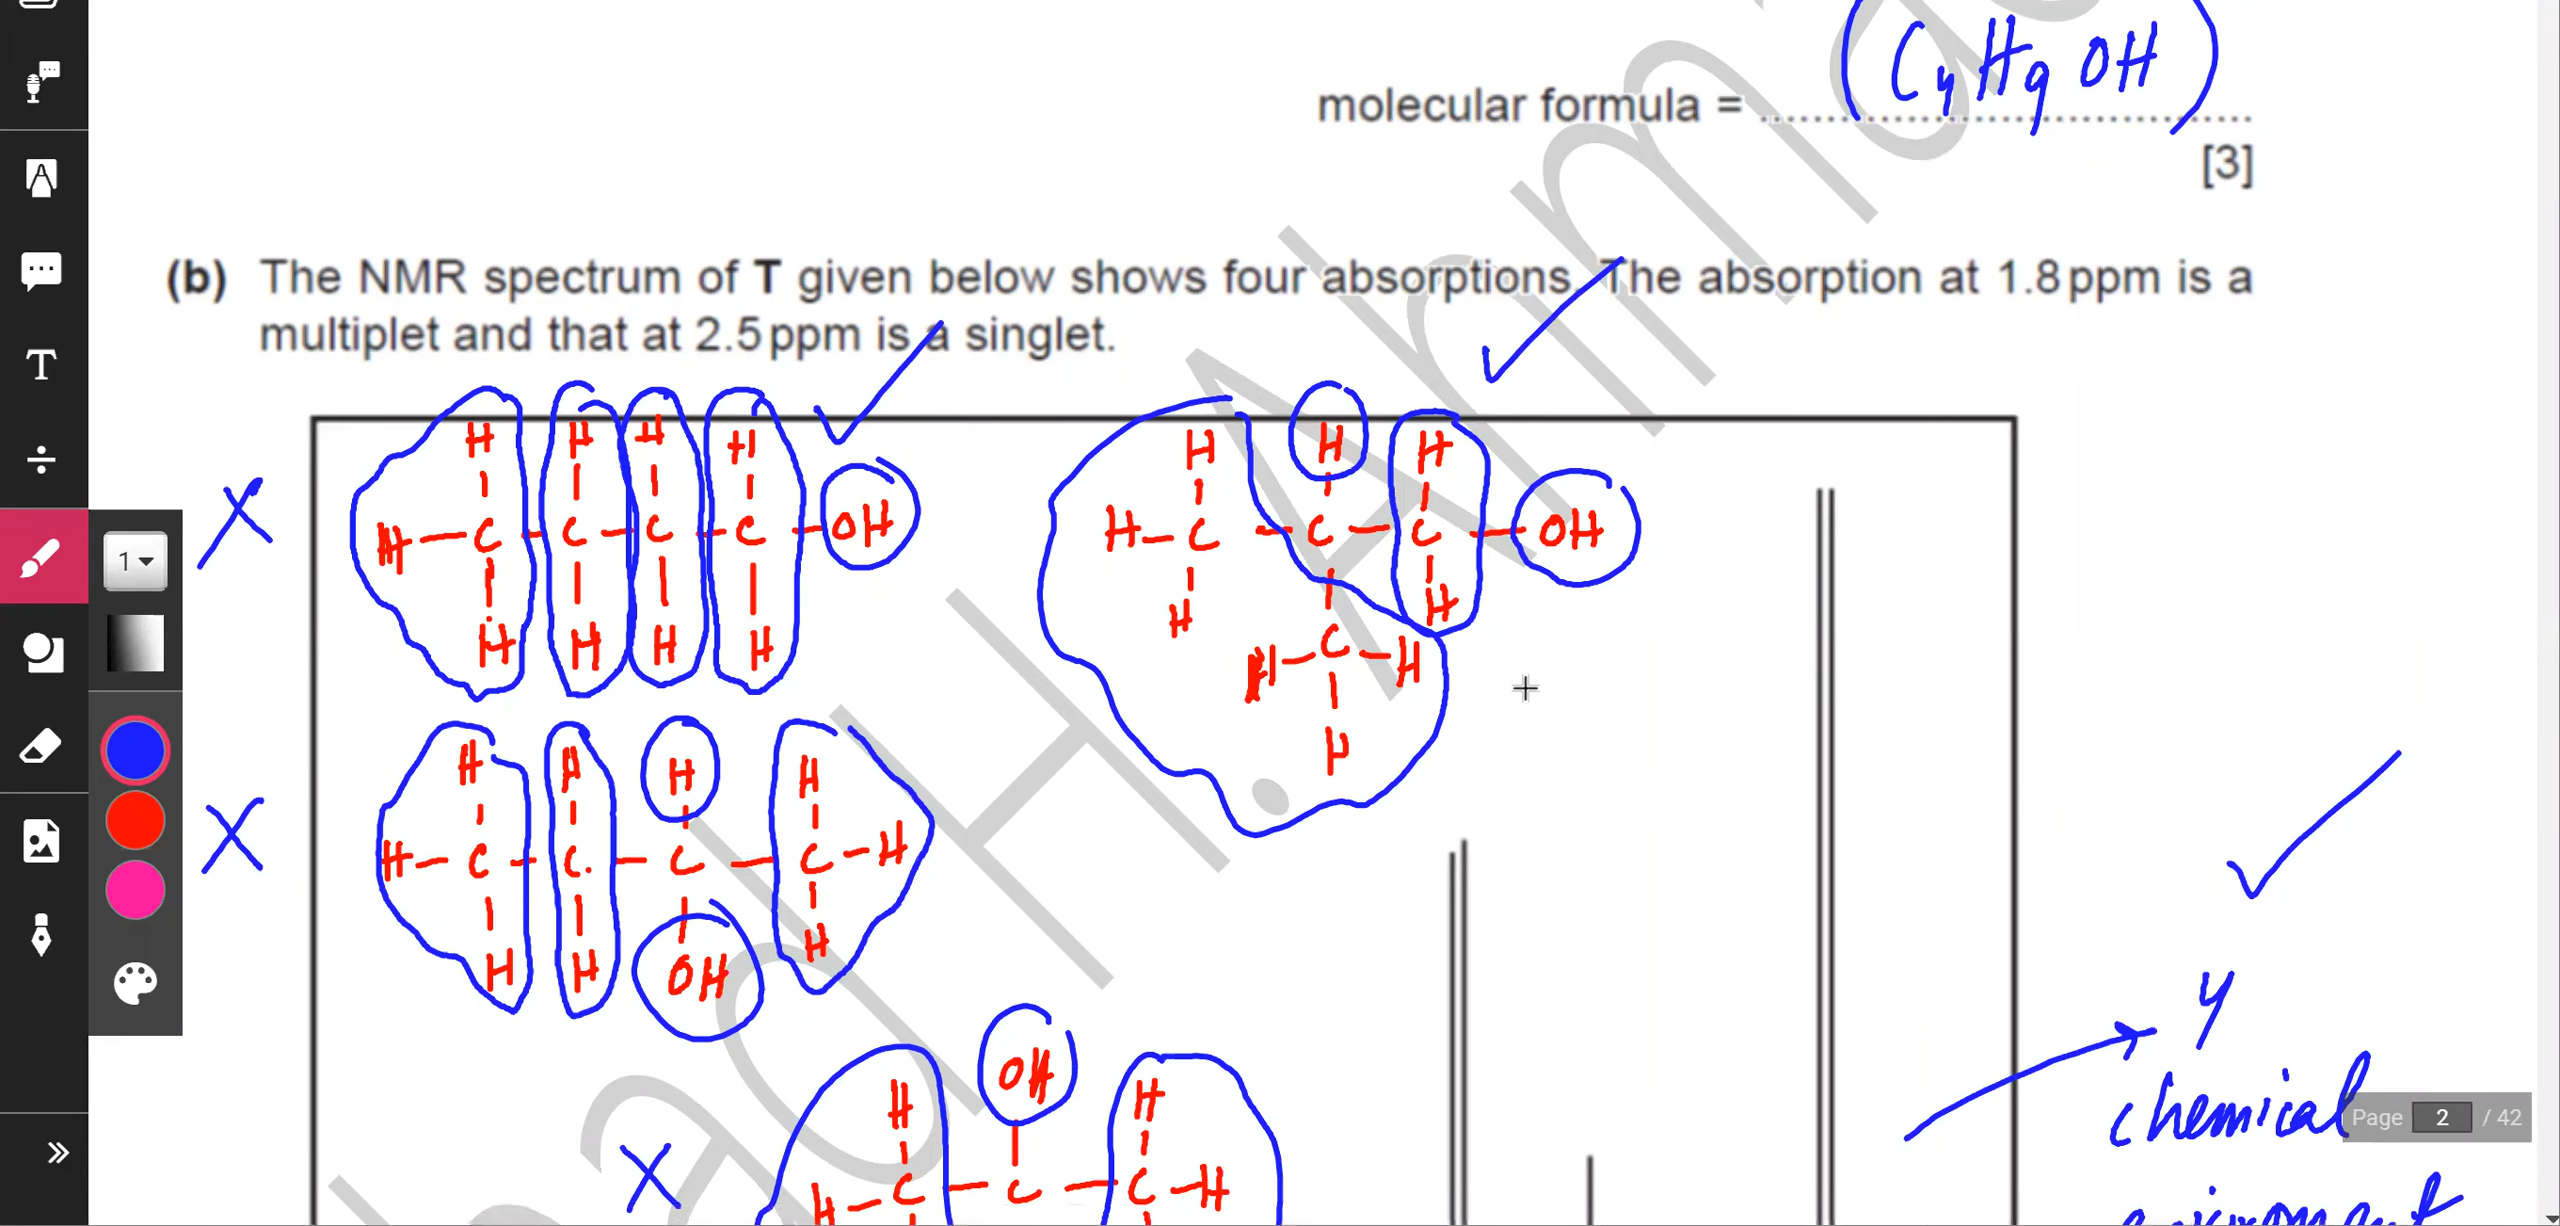 (C4H9OH)
molecular formula = ........................................
[3]
(b) The NMR spectrum of T given below shows four absorptions. The absorption at 1.8 ppm is a
multiplet and that at 2.5 ppm is a singlet.
H H H H
H—C—C—C—C—OH
H H H H
H H H
H—C—C—C—OH
H H
H—C—H
H
H H H H
H—C—C—C—C—H
H H OH H
OH
H H
H—C—C—C—H
4
chemical
Page 2 / 42
1
T
Ahmad H.